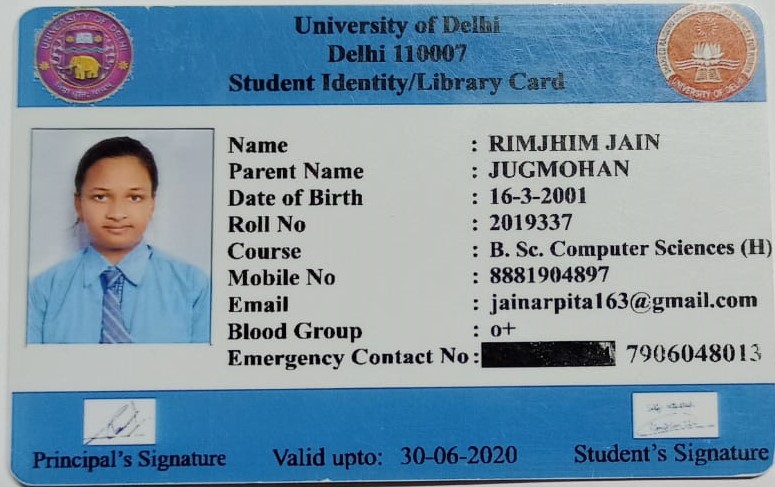 University of Delhi
Delhi 110007
Student Identity/Library Card
UNIVERSITY OF DELHI
UNIVERSITY OF DELHI
Name : RIMJHIM JAIN
Parent Name : JUGMOHAN
Date of Birth : 16-3-2001
Roll No : 2019337
Course : B. Sc. Computer Sciences (H)
Mobile No : 8881904897
Email : jainarpita163@gmail.com
Blood Group : o+
Emergency Contact No : 7906048013
Principal's Signature Valid upto: 30-06-2020 Student's Signature